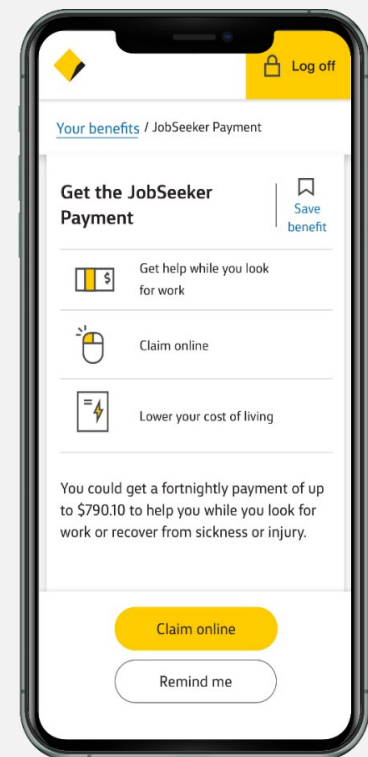 Log off
Your benefits / JobSeeker Payment
Get the JobSeeker
Payment
Save
benefit
$
Get help while you look
for work
Claim online
=
Lower your cost of living
You could get a fortnightly payment of up
to $790.10 to help you while you look for
work or recover from sickness or injury.
Claim online
Remind me